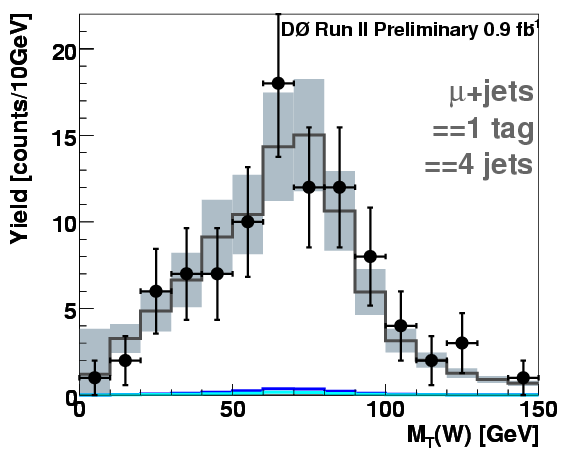 DØ Run II Preliminary 0.9 fb⁻¹
μ+jets
==1 tag
==4 jets
Yield [counts/10GeV]
20
15
10
5
0
0 50 100 150
M_T(W) [GeV]